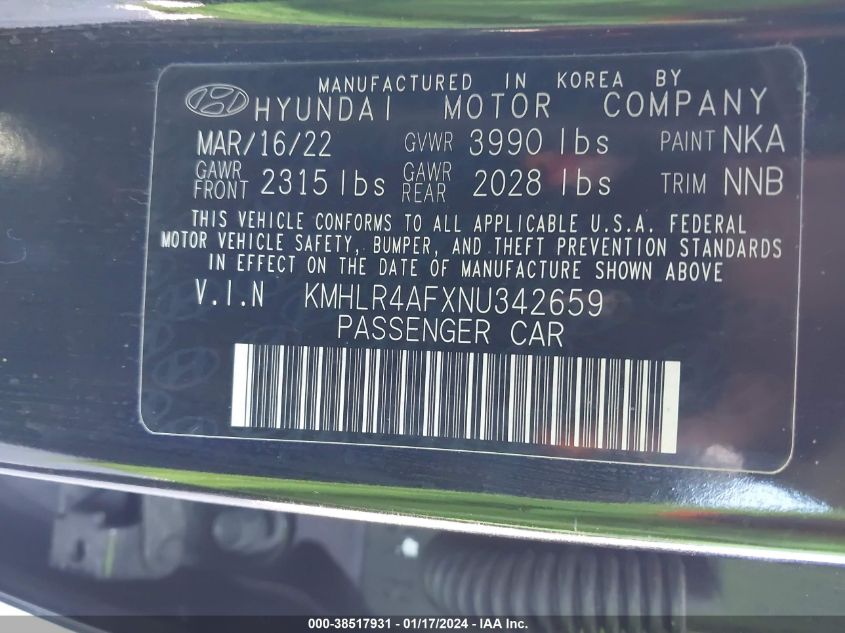 MANUFACTURED IN KOREA BY
HYUNDAI MOTOR COMPANY
MAR/16/22 GVWR 3990 lbs PAINT NKA
GAWR FRONT 2315 lbs GAWR REAR 2028 lbs TRIM NNB
THIS VEHICLE CONFORMS TO ALL APPLICABLE U.S.A. FEDERAL
MOTOR VEHICLE SAFETY, BUMPER, AND THEFT PREVENTION STANDARDS
IN EFFECT ON THE DATE OF MANUFACTURE SHOWN ABOVE
V.I.N KMHLR4AFXNU342659
PASSENGER CAR
000-38517931 - 01/17/2024 - IAA Inc.